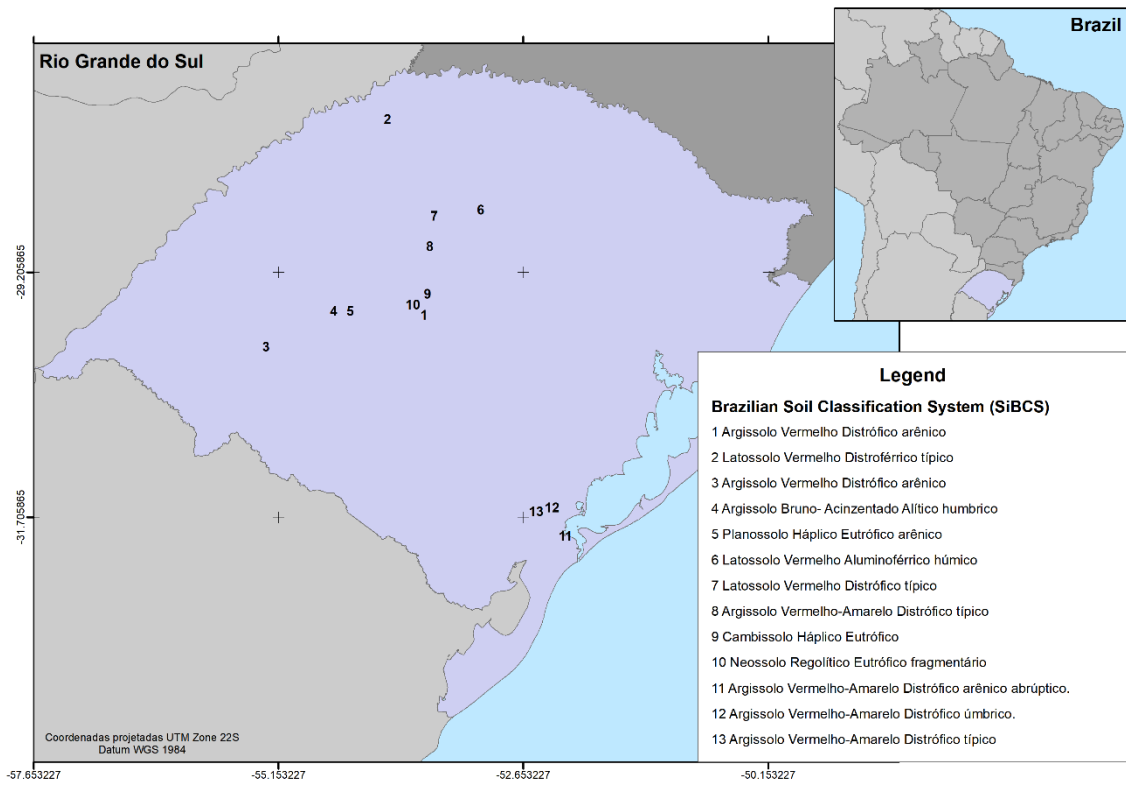 Rio Grande do Sul
Brazil
2
6
7
8
9
10
1
4
5
3
13
12
11
-29.205865
-31.705865
Legend
Brazilian Soil Classification System (SiBCS)
1 Argissolo Vermelho Distrófico arênico
2 Latossolo Vermelho Distroférrico típico
3 Argissolo Vermelho Distrófico arênico
4 Argissolo Bruno- Acinzentado Alítico humbrico
5 Planossolo Háplico Eutrófico arênico
6 Latossolo Vermelho Aluminoférrico húmico
7 Latossolo Vermelho Distrófico típico
8 Argissolo Vermelho-Amarelo Distrófico típico
9 Cambissolo Háplico Eutrófico
10 Neossolo Regolítico Eutrófico fragmentário
11 Argissolo Vermelho-Amarelo Distrófico arênico abrúptico.
12 Argissolo Vermelho-Amarelo Distrófico úmbrico.
13 Argissolo Vermelho-Amarelo Distrófico típico
Coordenadas projetadas UTM Zone 22S
Datum WGS 1984
-57.653227
-55.153227
-52.653227
-50.153227